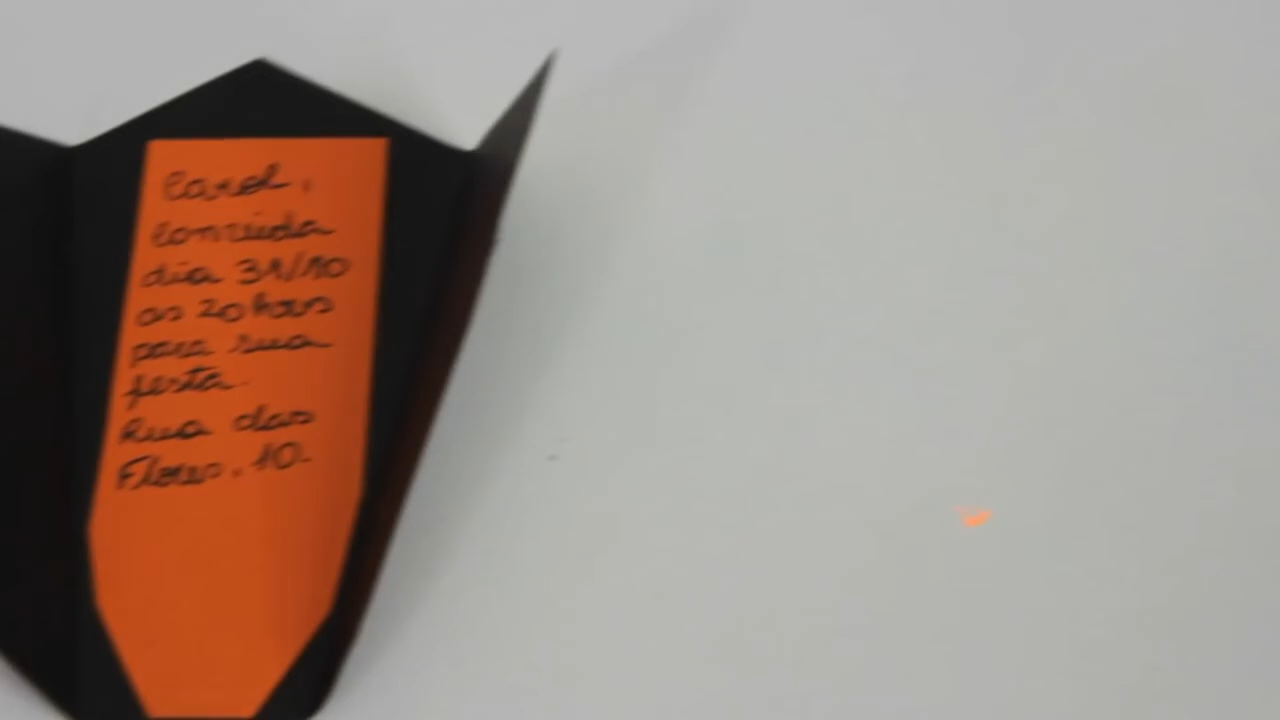 Carol,
convida
dia 31/10
as 20 horas
para sua
festa.
Rua das
Flores, 10.